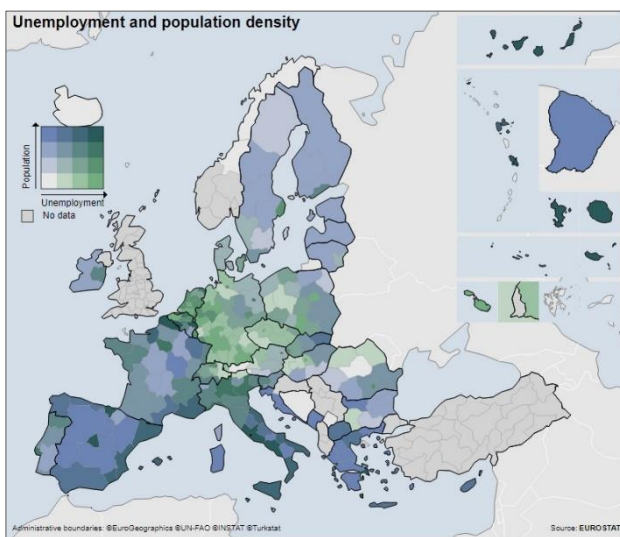 Unemployment and population density
Population
Unemployment
No data
Administrative boundaries: ©EuroGeographics ©UN-FAO ©INSTAT ©Turkstat
Source: EUROSTAT